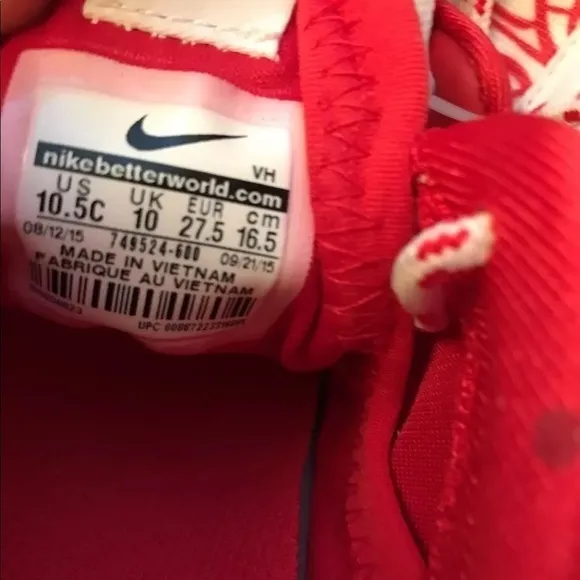 VH
nikebetterworld.com
US UK EUR cm
10.5C 10 27.5 16.5
08/12/15 749524-600 09/21/15
MADE IN VIETNAM
FABRIQUE AU VIETNAM
UPC